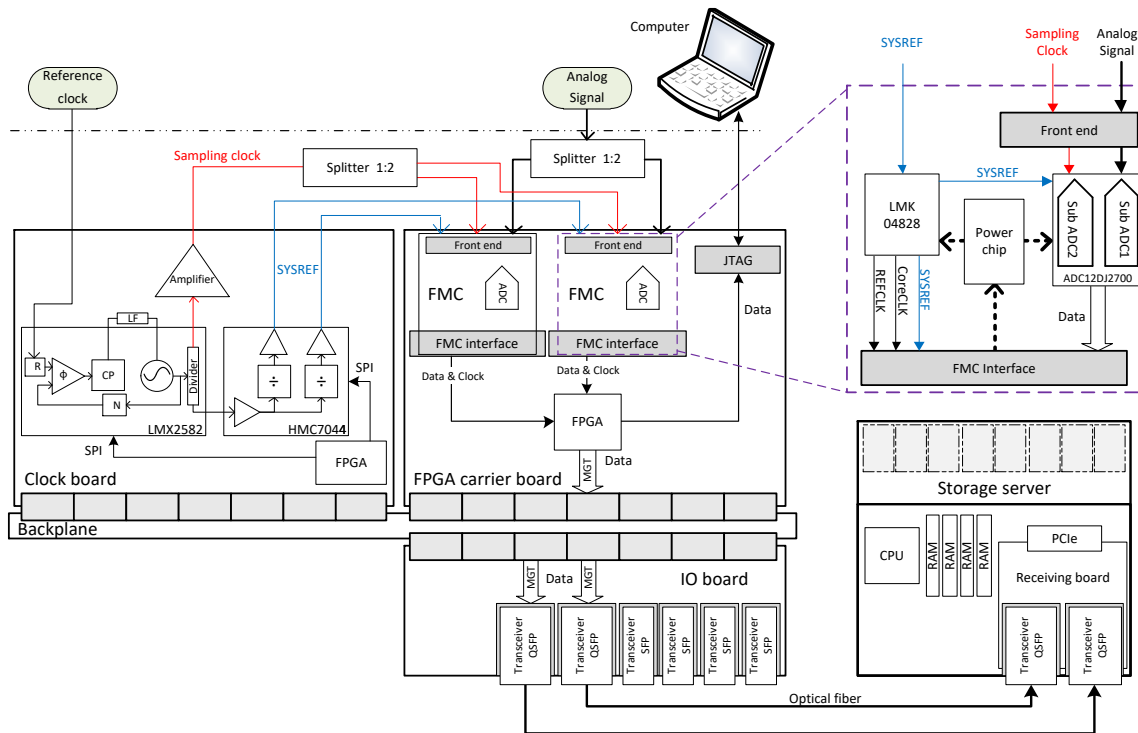 Computer
Reference
clock
Analog
Signal
Sampling clock
Splitter 1:2
Splitter 1:2
SYSREF
Amplifier
LF
R
Φ
CP
N
Divider
LMX2582
÷
÷
HMC7044
SPI
SPI
FPGA
Clock board
Front end
FMC
ADC
FMC interface
Front end
FMC
ADC
FMC interface
JTAG
Data
Data & Clock
Data & Clock
FPGA
MGT
Data
FPGA carrier board
Backplane
MGT
Data
MGT
IO board
Transceiver
QSFP
Transceiver
QSFP
Transceiver
SFP
Transceiver
SFP
Transceiver
SFP
Transceiver
SFP
Optical fiber
SYSREF
Sampling
Clock
Analog
Signal
Front end
SYSREF
LMK
04828
Power
chip
Sub ADC2
Sub ADC1
ADC12DJ2700
REFCLK
CoreCLK
SYSREF
Data
FMC Interface
Storage server
CPU
RAM
RAM
RAM
RAM
PCIe
Receiving board
Transceiver
QSFP
Transceiver
QSFP